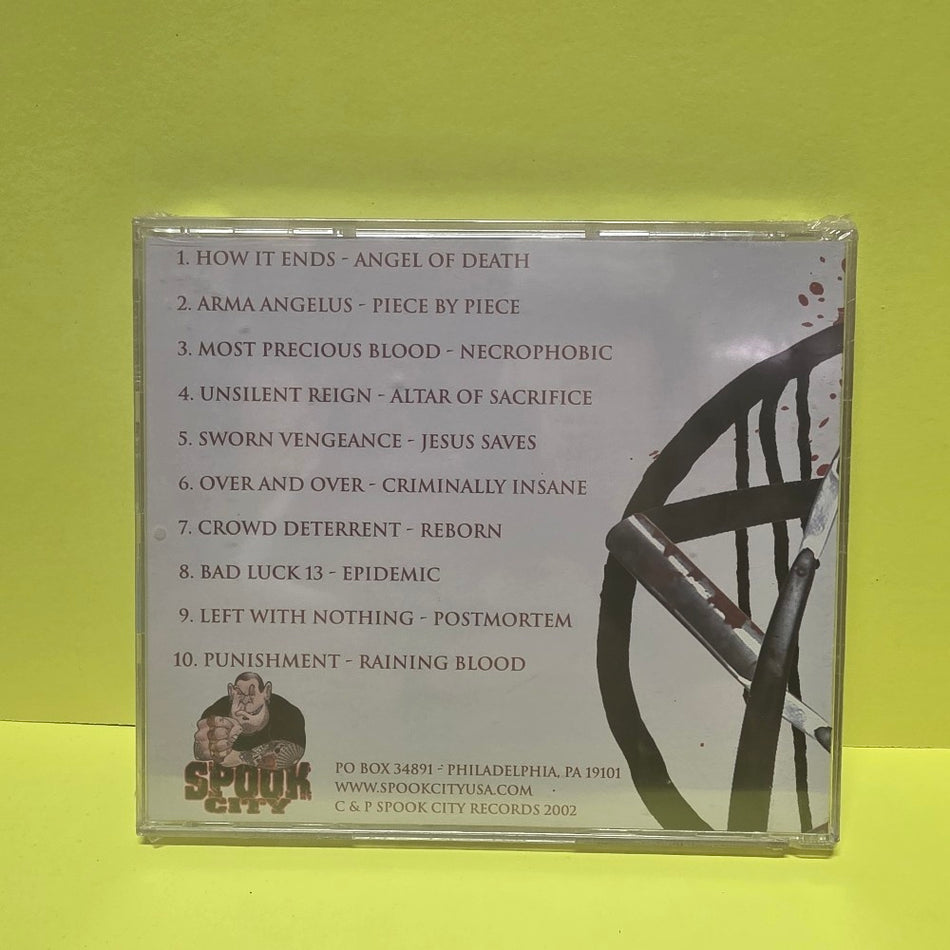 1. HOW IT ENDS - ANGEL OF DEATH
2. ARMA ANGELUS - PIECE BY PIECE
3. MOST PRECIOUS BLOOD - NECROPHOBIC
4. UNSILENT REIGN - ALTAR OF SACRIFICE
5. SWORN VENGEANCE - JESUS SAVES
6. OVER AND OVER - CRIMINALLY INSANE
7. CROWD DETERRENT - REBORN
8. BAD LUCK 13 - EPIDEMIC
9. LEFT WITH NOTHING - POSTMORTEM
10. PUNISHMENT - RAINING BLOOD
SPOOK
CITY
PO BOX 34891 - PHILADELPHIA, PA 19101
WWW.SPOOKCITYUSA.COM
C & P SPOOK CITY RECORDS 2002